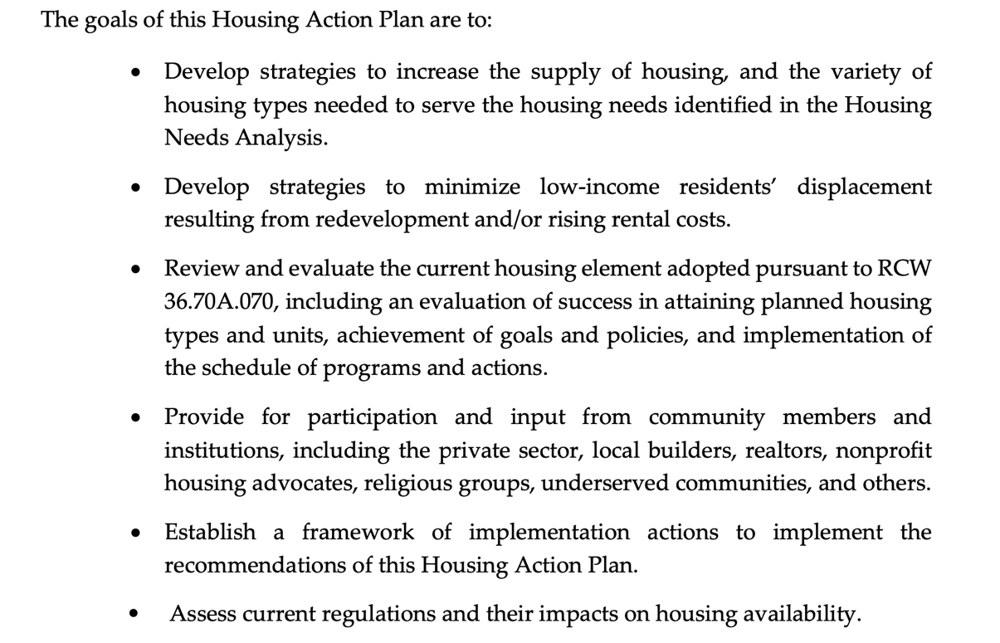 The goals of this Housing Action Plan are to:
• Develop strategies to increase the supply of housing, and the variety of
housing types needed to serve the housing needs identified in the Housing
Needs Analysis.
• Develop strategies to minimize low-income residents’ displacement
resulting from redevelopment and/or rising rental costs.
• Review and evaluate the current housing element adopted pursuant to RCW
36.70A.070, including an evaluation of success in attaining planned housing
types and units, achievement of goals and policies, and implementation of
the schedule of programs and actions.
• Provide for participation and input from community members and
institutions, including the private sector, local builders, realtors, nonprofit
housing advocates, religious groups, underserved communities, and others.
• Establish a framework of implementation actions to implement the
recommendations of this Housing Action Plan.
• Assess current regulations and their impacts on housing availability.